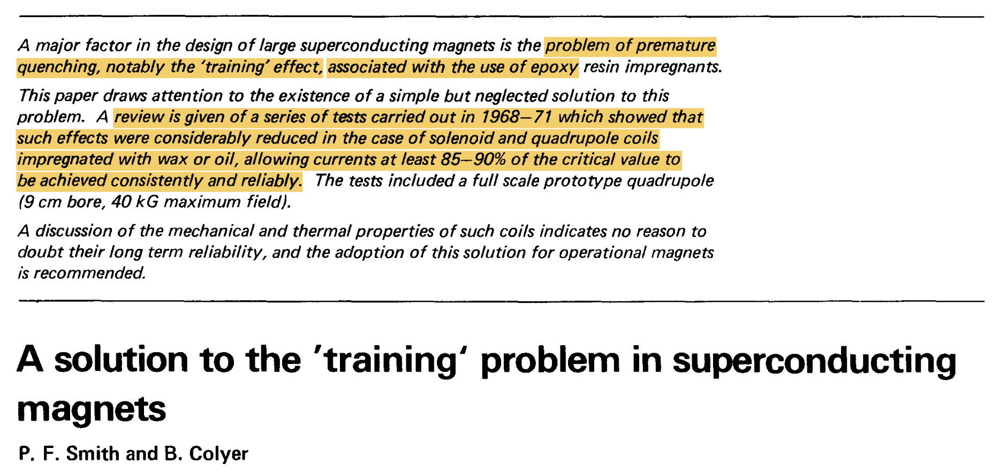 A major factor in the design of large superconducting magnets is the problem of premature
quenching, notably the 'training' effect, associated with the use of epoxy resin impregnants.
This paper draws attention to the existence of a simple but neglected solution to this
problem. A review is given of a series of tests carried out in 1968–71 which showed that
such effects were considerably reduced in the case of solenoid and quadrupole coils
impregnated with wax or oil, allowing currents at least 85–90% of the critical value to
be achieved consistently and reliably. The tests included a full scale prototype quadrupole
(9 cm bore, 40 kG maximum field).
A discussion of the mechanical and thermal properties of such coils indicates no reason to
doubt their long term reliability, and the adoption of this solution for operational magnets
is recommended.
A solution to the 'training' problem in superconducting
magnets
P. F. Smith and B. Colyer